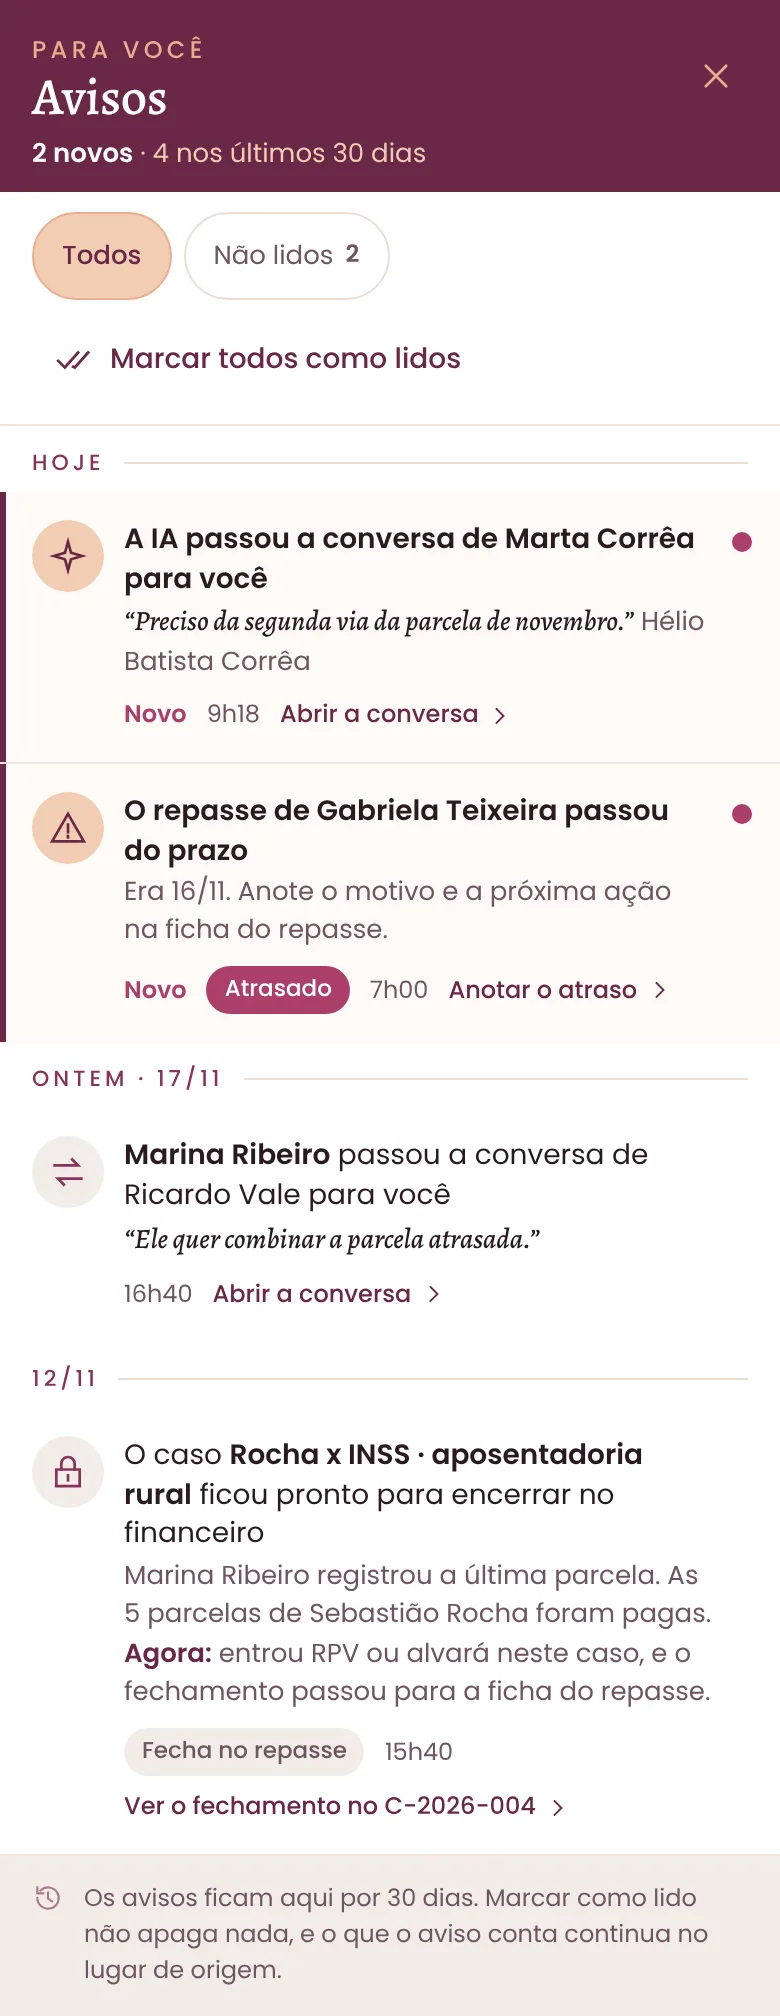 PARA VOCÊ
Avisos
2 novos · 4 nos últimos 30 dias
Todos
Não lidos 2
Marcar todos como lidos
HOJE
A IA passou a conversa de Marta Corrêa
para você
“Preciso da segunda via da parcela de novembro.” Hélio
Batista Corrêa
Novo 9h18 Abrir a conversa
O repasse de Gabriela Teixeira passou
do prazo
Era 16/11. Anote o motivo e a próxima ação
na ficha do repasse.
Novo Atrasado 7h00 Anotar o atraso
ONTEM · 17/11
Marina Ribeiro passou a conversa de
Ricardo Vale para você
“Ele quer combinar a parcela atrasada.”
16h40 Abrir a conversa
12/11
O caso Rocha x INSS · aposentadoria
rural ficou pronto para encerrar no
financeiro
Marina Ribeiro registrou a última parcela. As
5 parcelas de Sebastião Rocha foram pagas.
Agora: entrou RPV ou alvará neste caso, e o
fechamento passou para a ficha do repasse.
Fecha no repasse 15h40
Ver o fechamento no C-2026-004
Os avisos ficam aqui por 30 dias. Marcar como lido
não apaga nada, e o que o aviso conta continua no
lugar de origem.